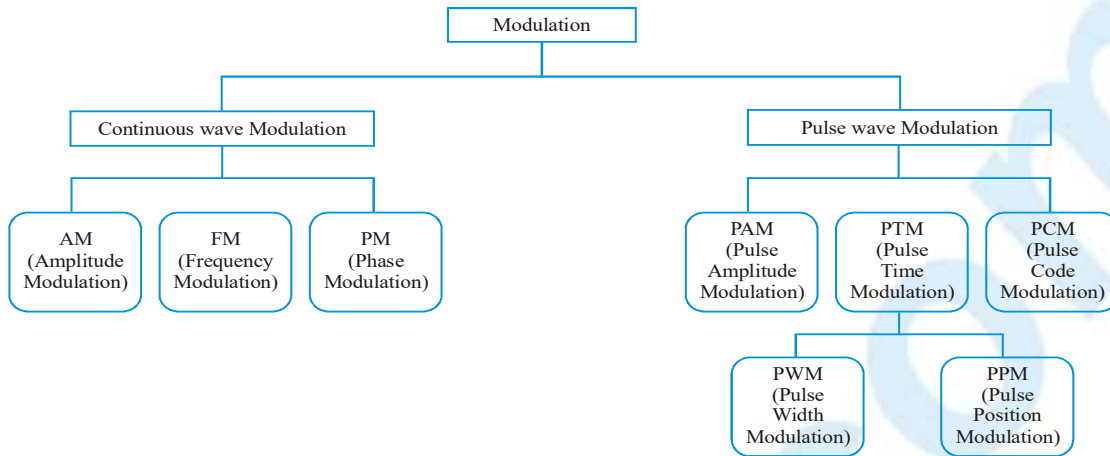 Modulation
Continuous wave Modulation
Pulse wave Modulation
AM
(Amplitude
Modulation)
FM
(Frequency
Modulation)
PM
(Phase
Modulation)
PAM
(Pulse
Amplitude
Modulation)
PTM
(Pulse
Time
Modulation)
PCM
(Pulse
Code
Modulation)
PWM
(Pulse
Width
Modulation)
PPM
(Pulse
Position
Modulation)